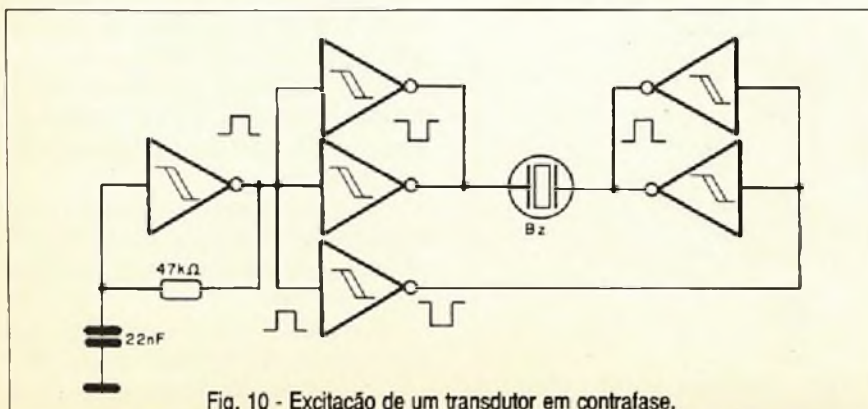 47kΩ
22nF
Bz
Fig. 10 - Excitação de um transdutor em contrafase.